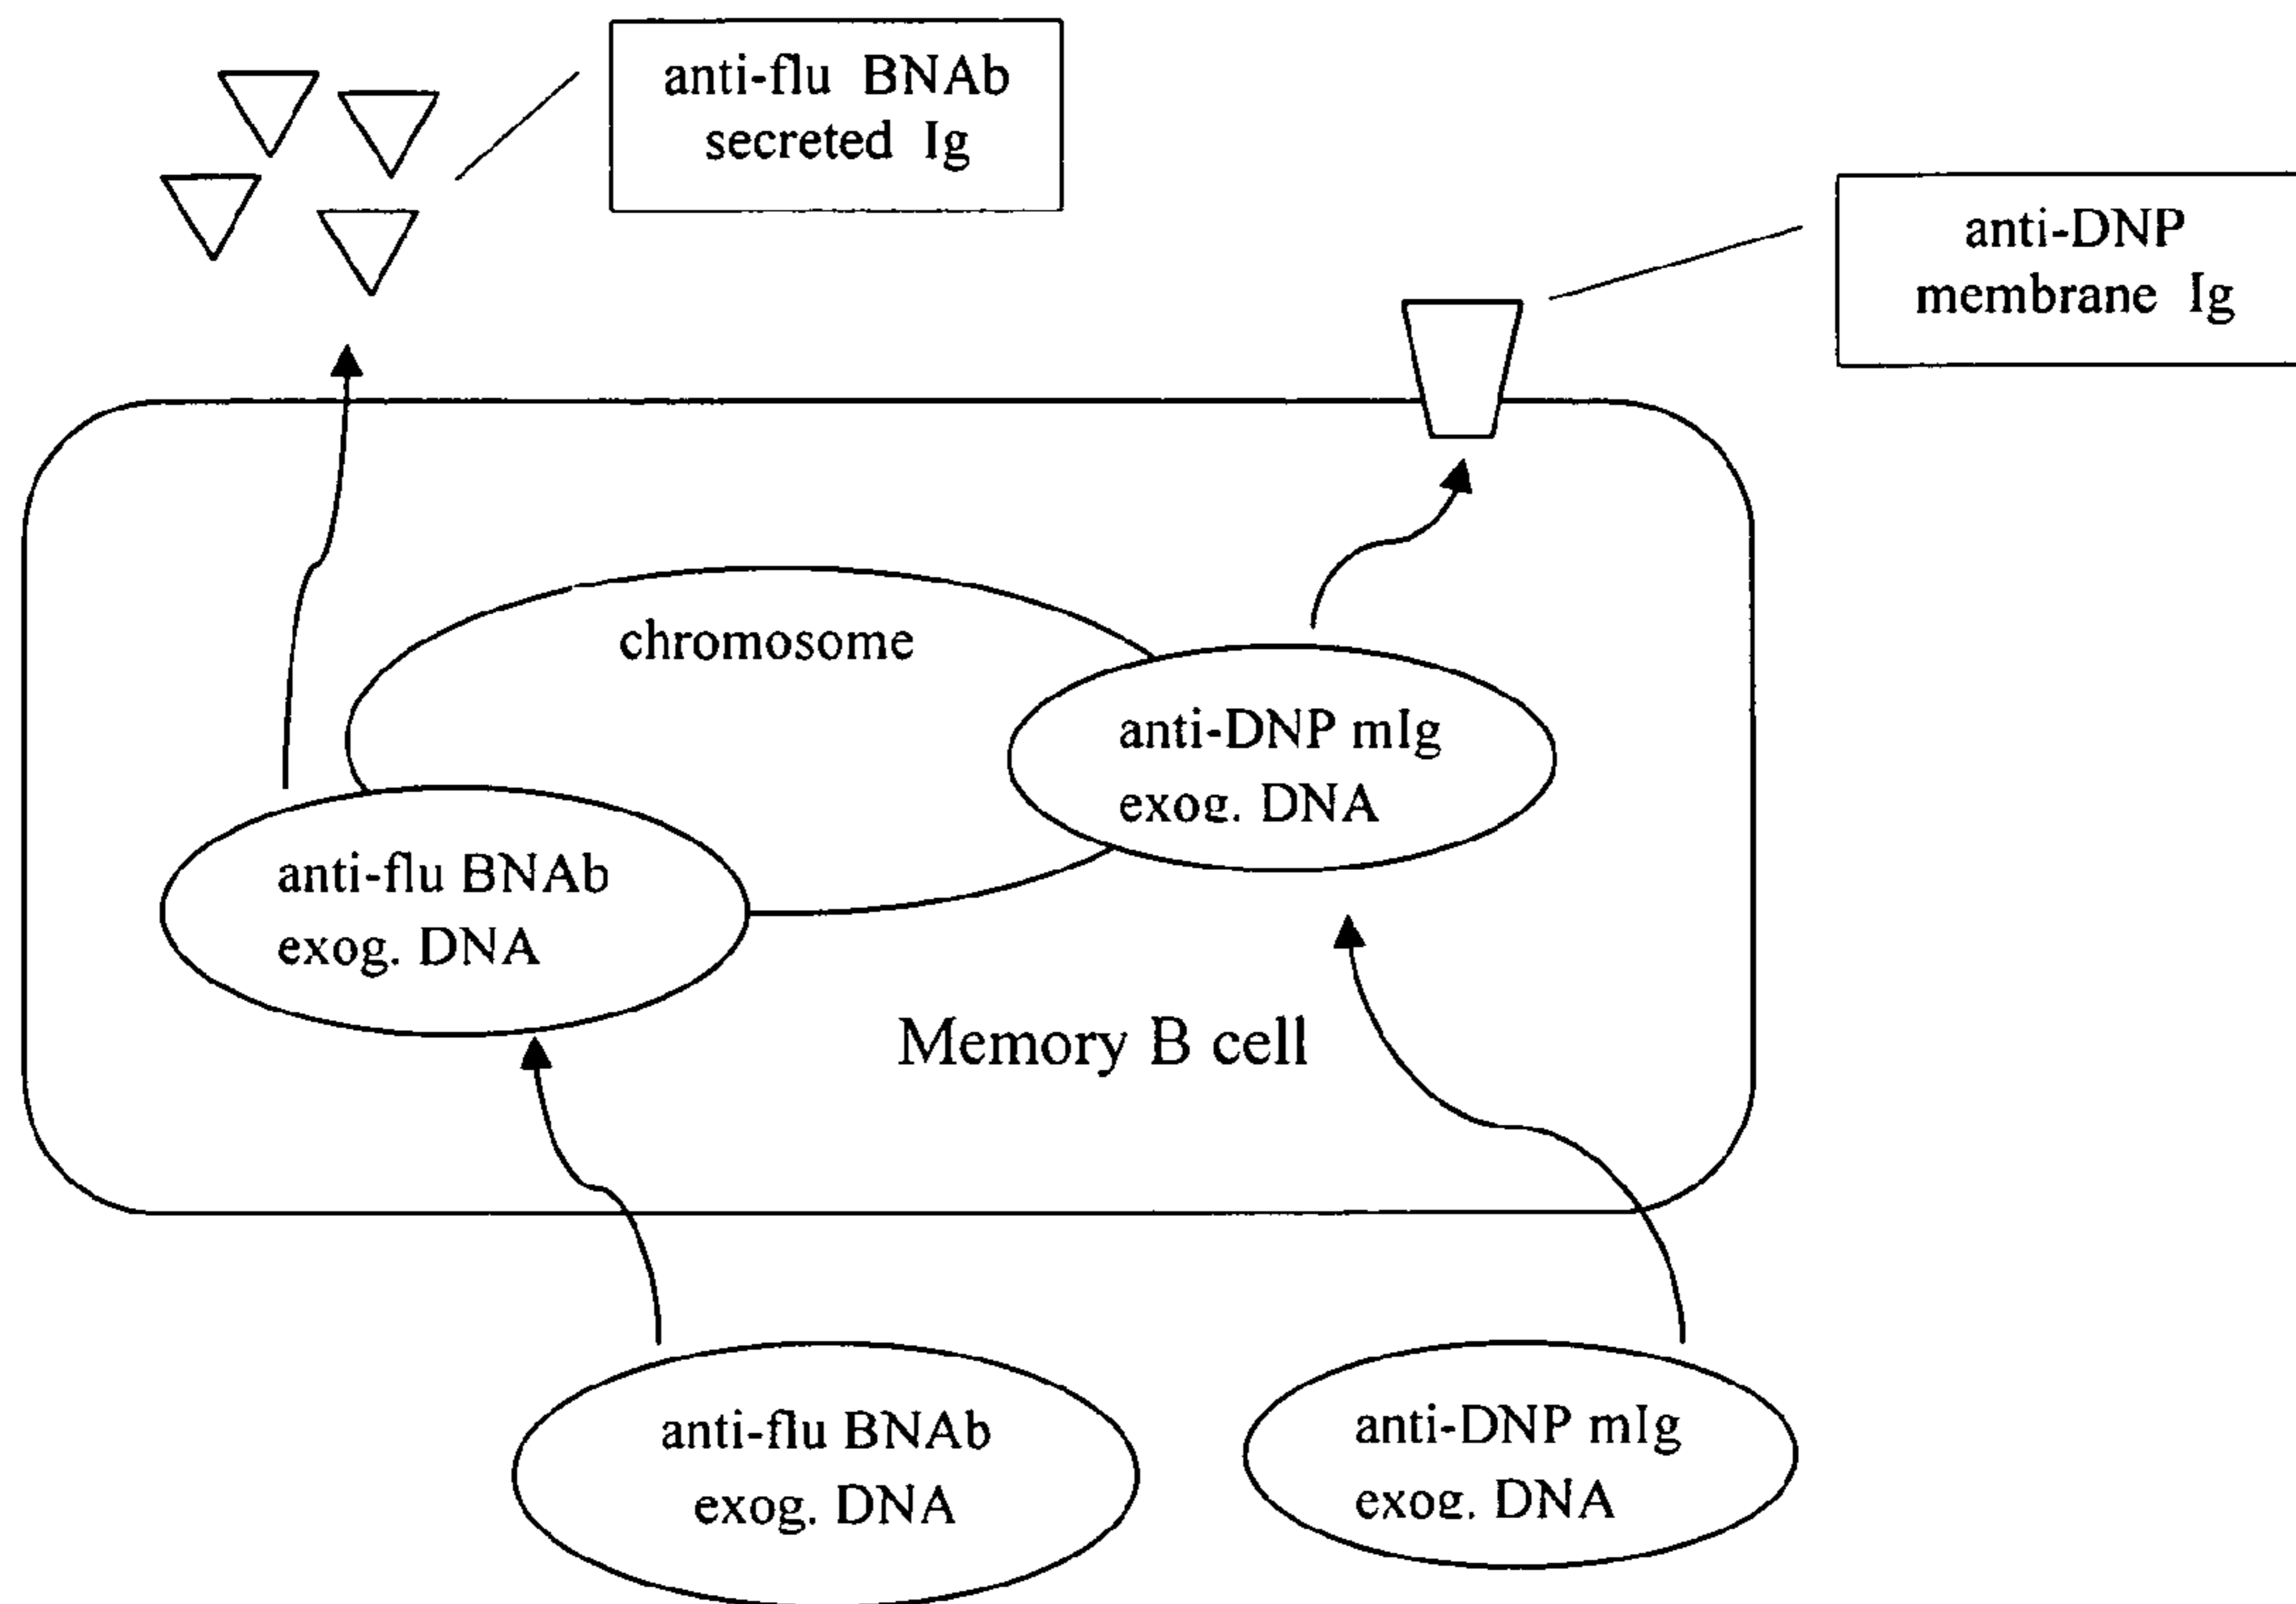 anti-flu BNAb
secreted Ig
anti-DNP
membrane Ig
chromosome
anti-DNP mIg
exog. DNA
anti-flu BNAb
exog. DNA
Memory B cell
anti-flu BNAb
exog. DNA
anti-DNP mIg
exog. DNA